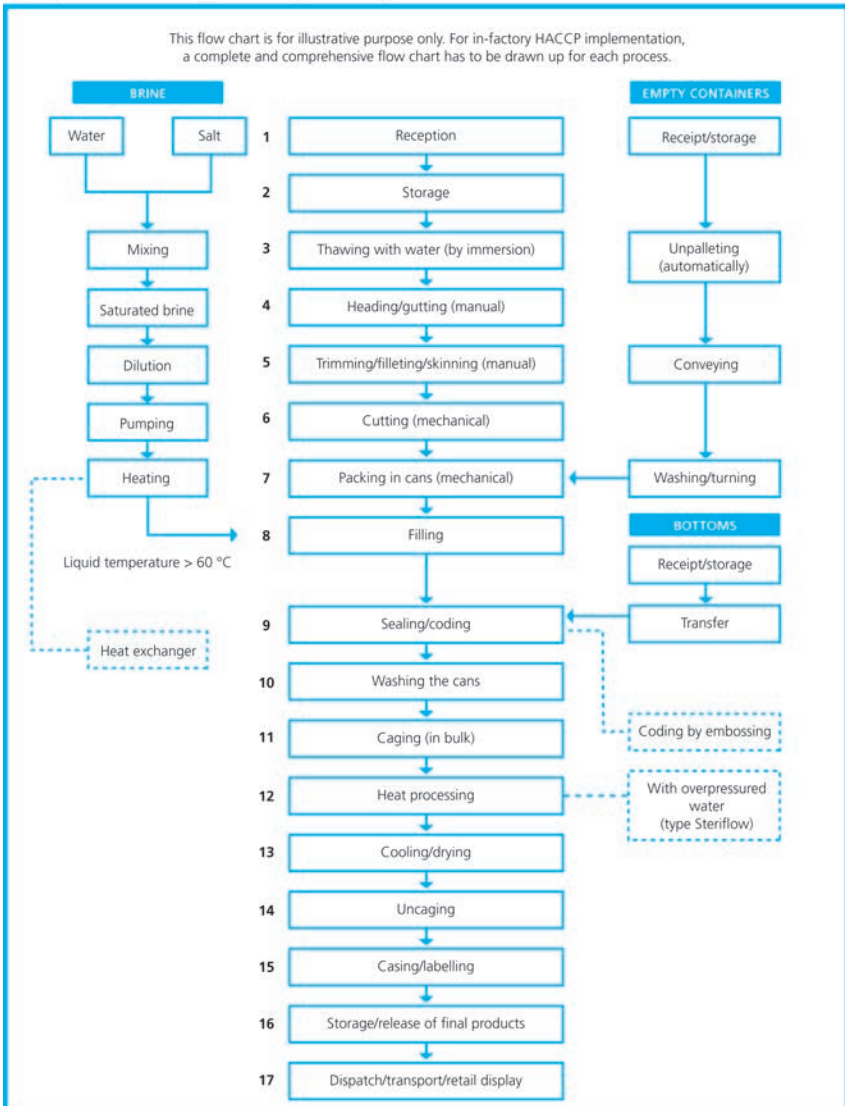 This flow chart is for illustrative purpose only. For in-factory HACCP implementation,
a complete and comprehensive flow chart has to be drawn up for each process.
BRINE
EMPTY CONTAINERS
Water
Salt
1
Reception
Receipt/storage
2
Storage
Mixing
3
Thawing with water (by immersion)
Unpalleting
(automatically)
Saturated brine
4
Heading/gutting (manual)
Dilution
5
Trimming/filleting/skinning (manual)
Conveying
Pumping
6
Cutting (mechanical)
Heating
7
Packing in cans (mechanical)
Washing/turning
8
Filling
BOTTOMS
Liquid temperature > 60 °C
Receipt/storage
9
Sealing/coding
Transfer
Heat exchanger
10
Washing the cans
11
Caging (in bulk)
Coding by embossing
12
Heat processing
With overpressured
water
(type Steriflow)
13
Cooling/drying
14
Uncaging
15
Casing/labelling
16
Storage/release of final products
17
Dispatch/transport/retail display